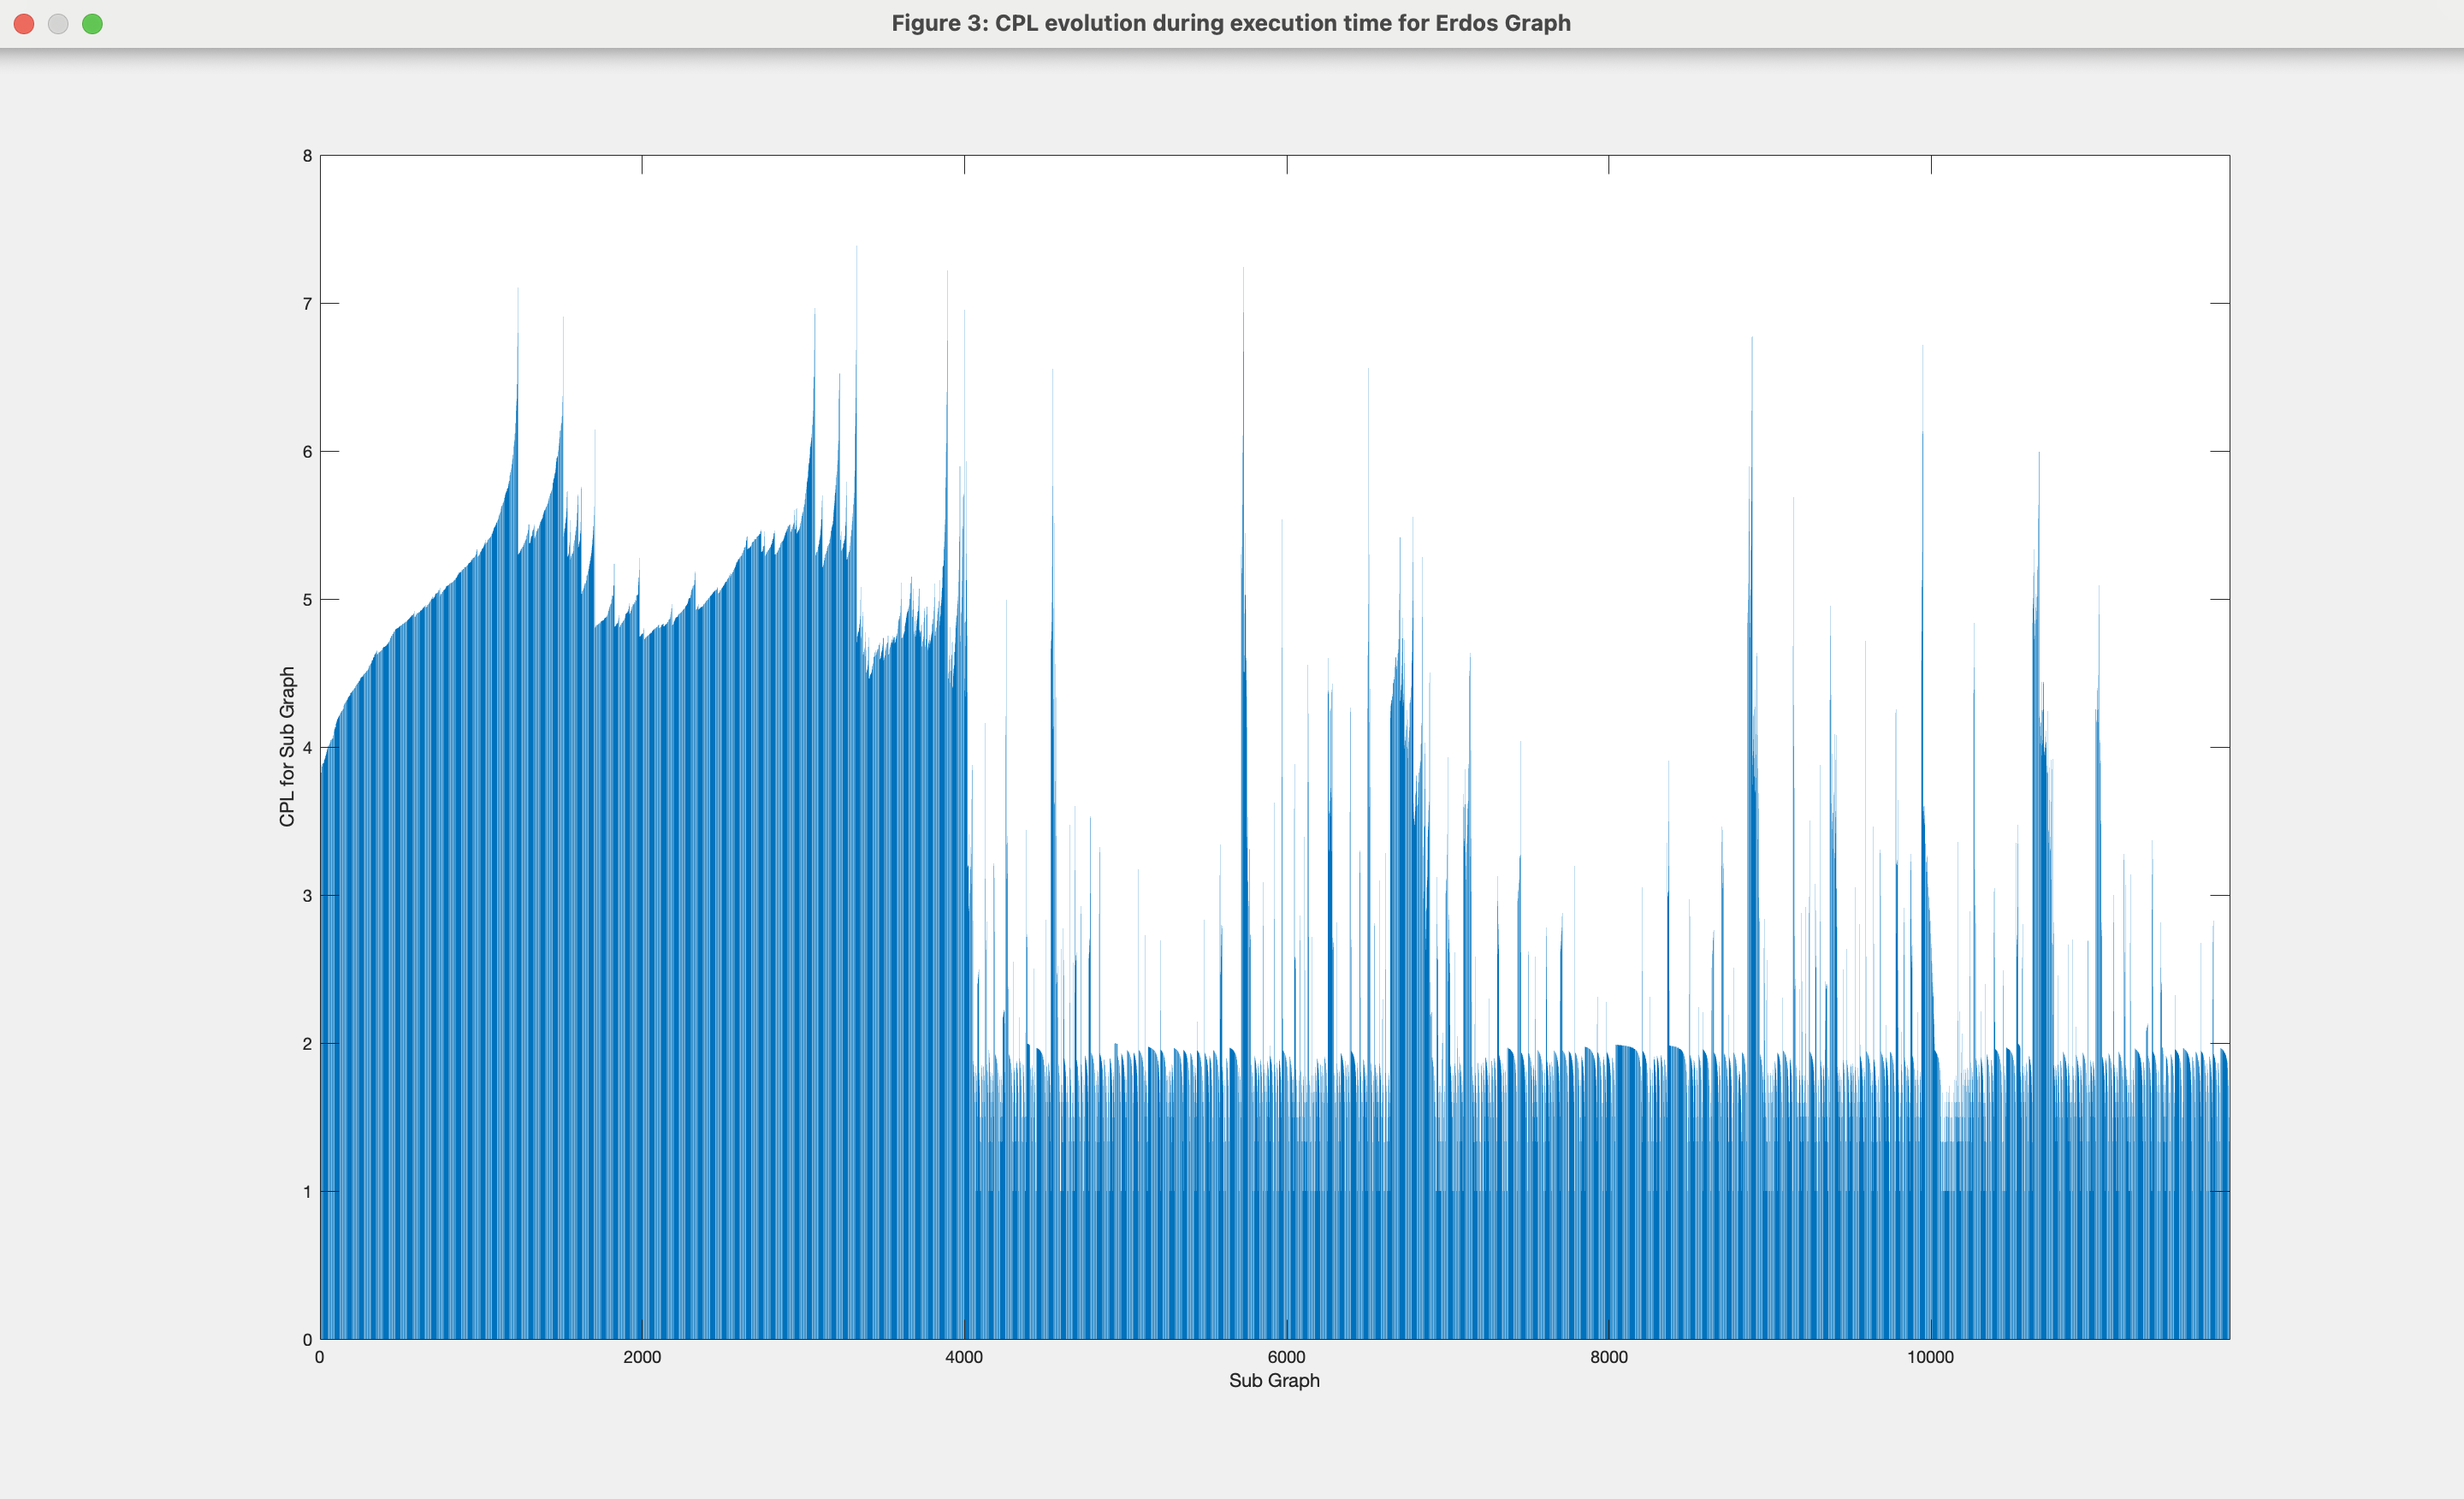 Figure 3: CPL evolution during execution time for Erdos Graph
8
7
6
5
4
3
2
1
0
CPL for Sub Graph
0 2000 4000 6000 8000 10000
Sub Graph